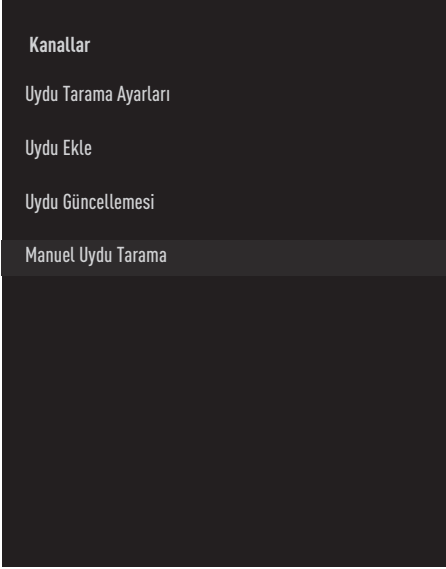 Kanallar
Uydu Tarama Ayarları
Uydu Ekle
Uydu Güncellemesi
Manuel Uydu Tarama